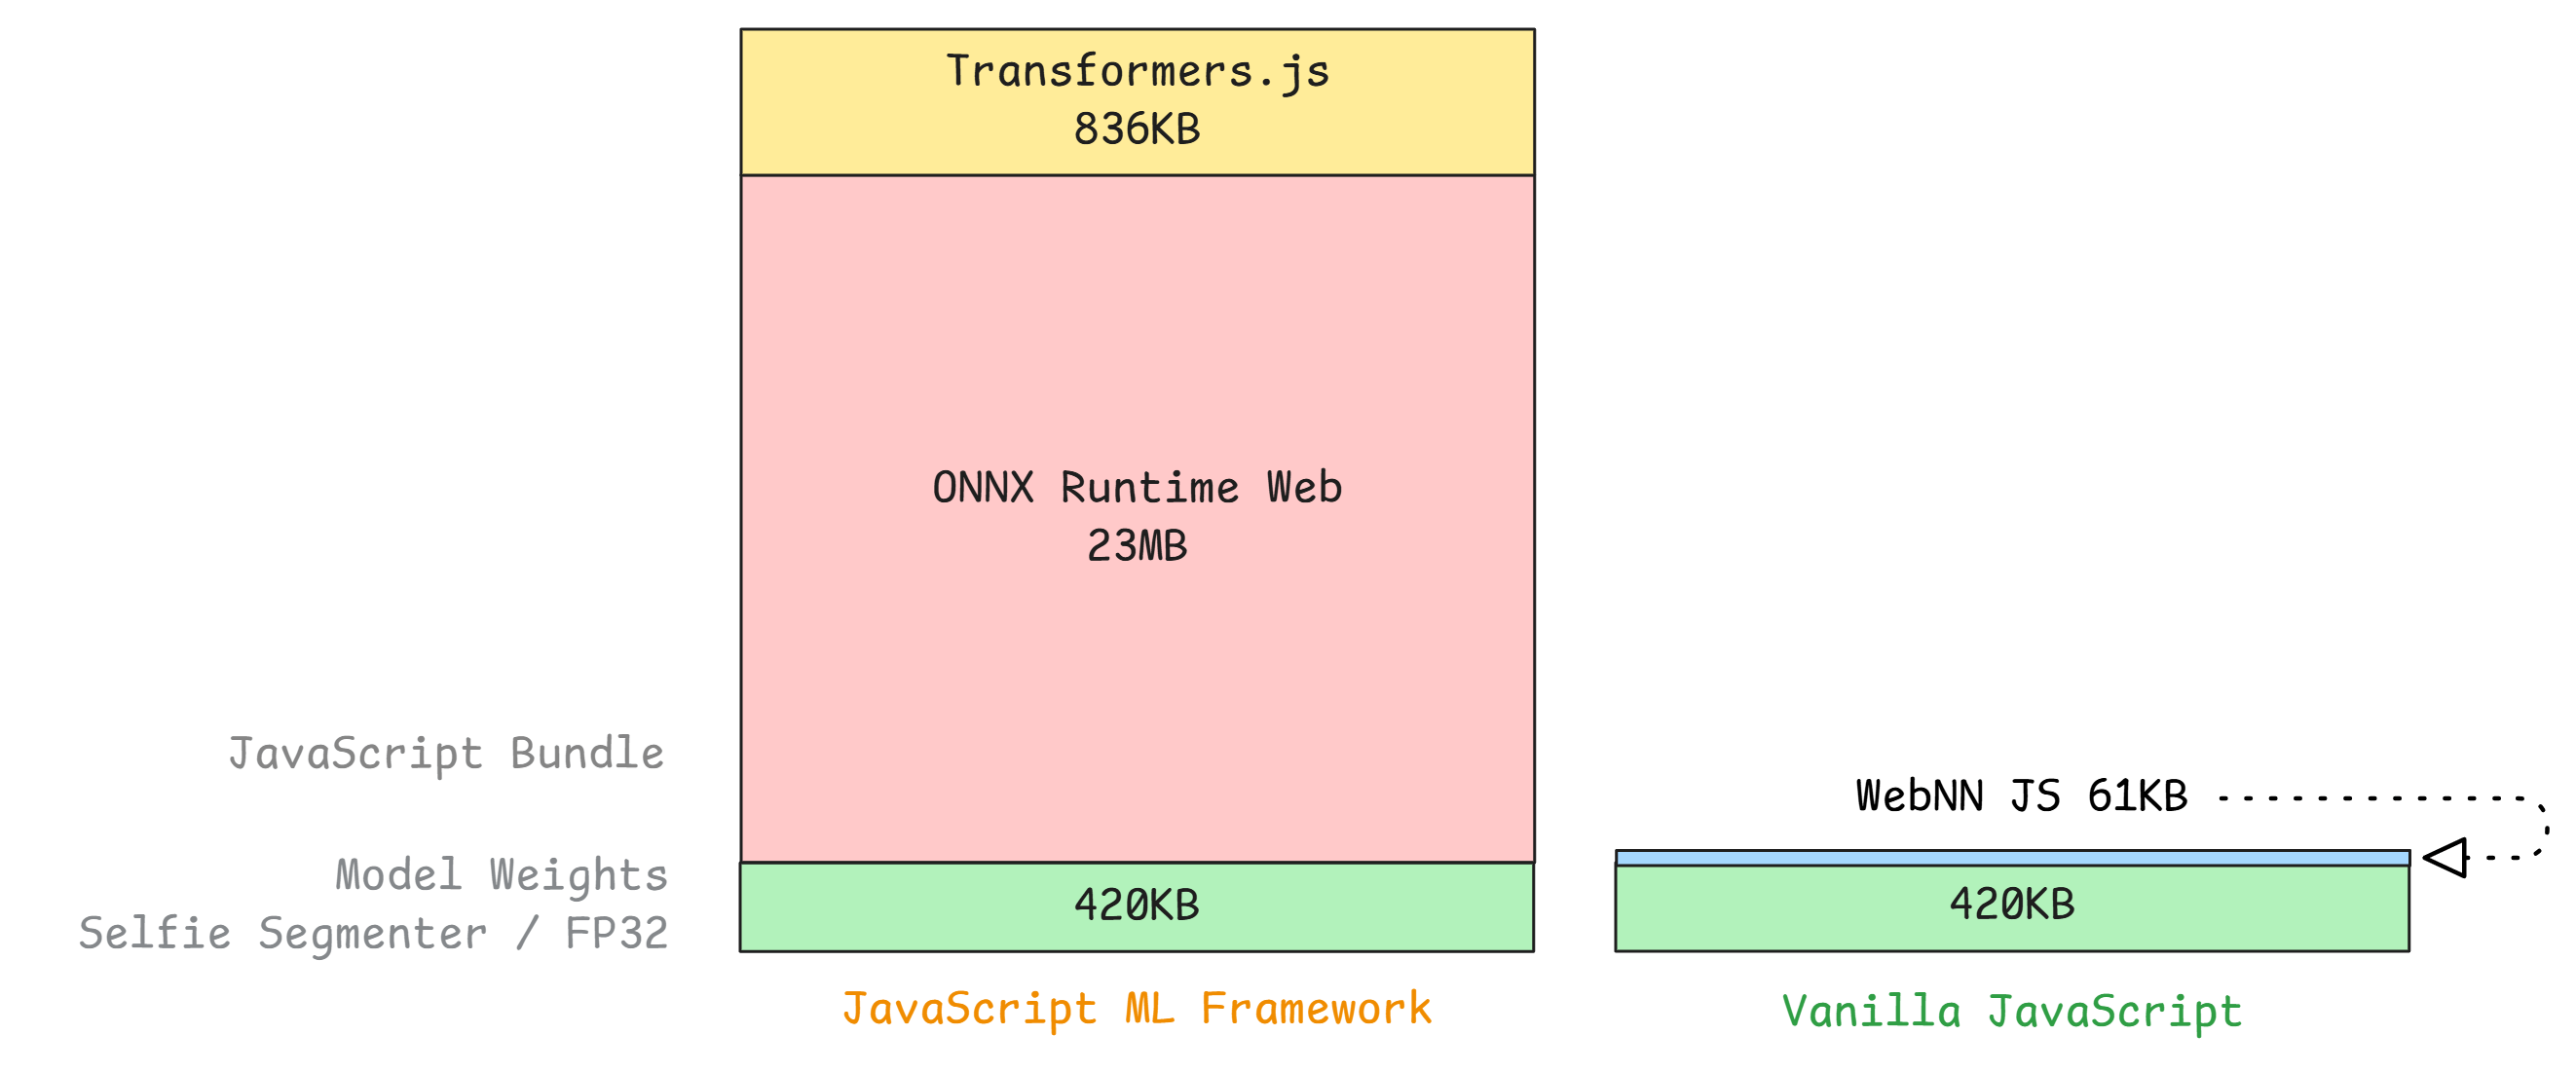 Transformers.js
836KB
ONNX Runtime Web
23MB
JavaScript Bundle
WebNN JS 61KB
Model Weights
Selfie Segmenter / FP32
420KB
420KB
JavaScript ML Framework
Vanilla JavaScript